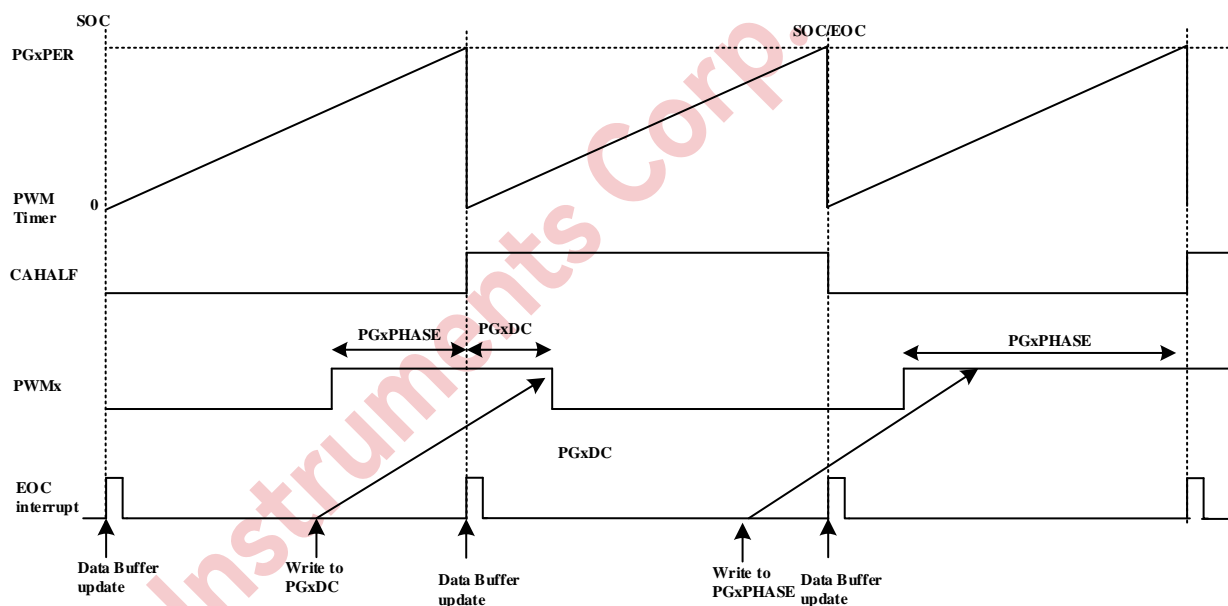 SOC
SOC/EOC
PGxPER
PWM
Timer
0
CAHALF
PGxPHASE
PGxDC
PGxPHASE
PWMx
PGxDC
EOC
interrupt
Data Buffer
update
Write to
PGxDC
Data Buffer
update
Write to
PGxPHASE
Data Buffer
update
Instruments Corp.